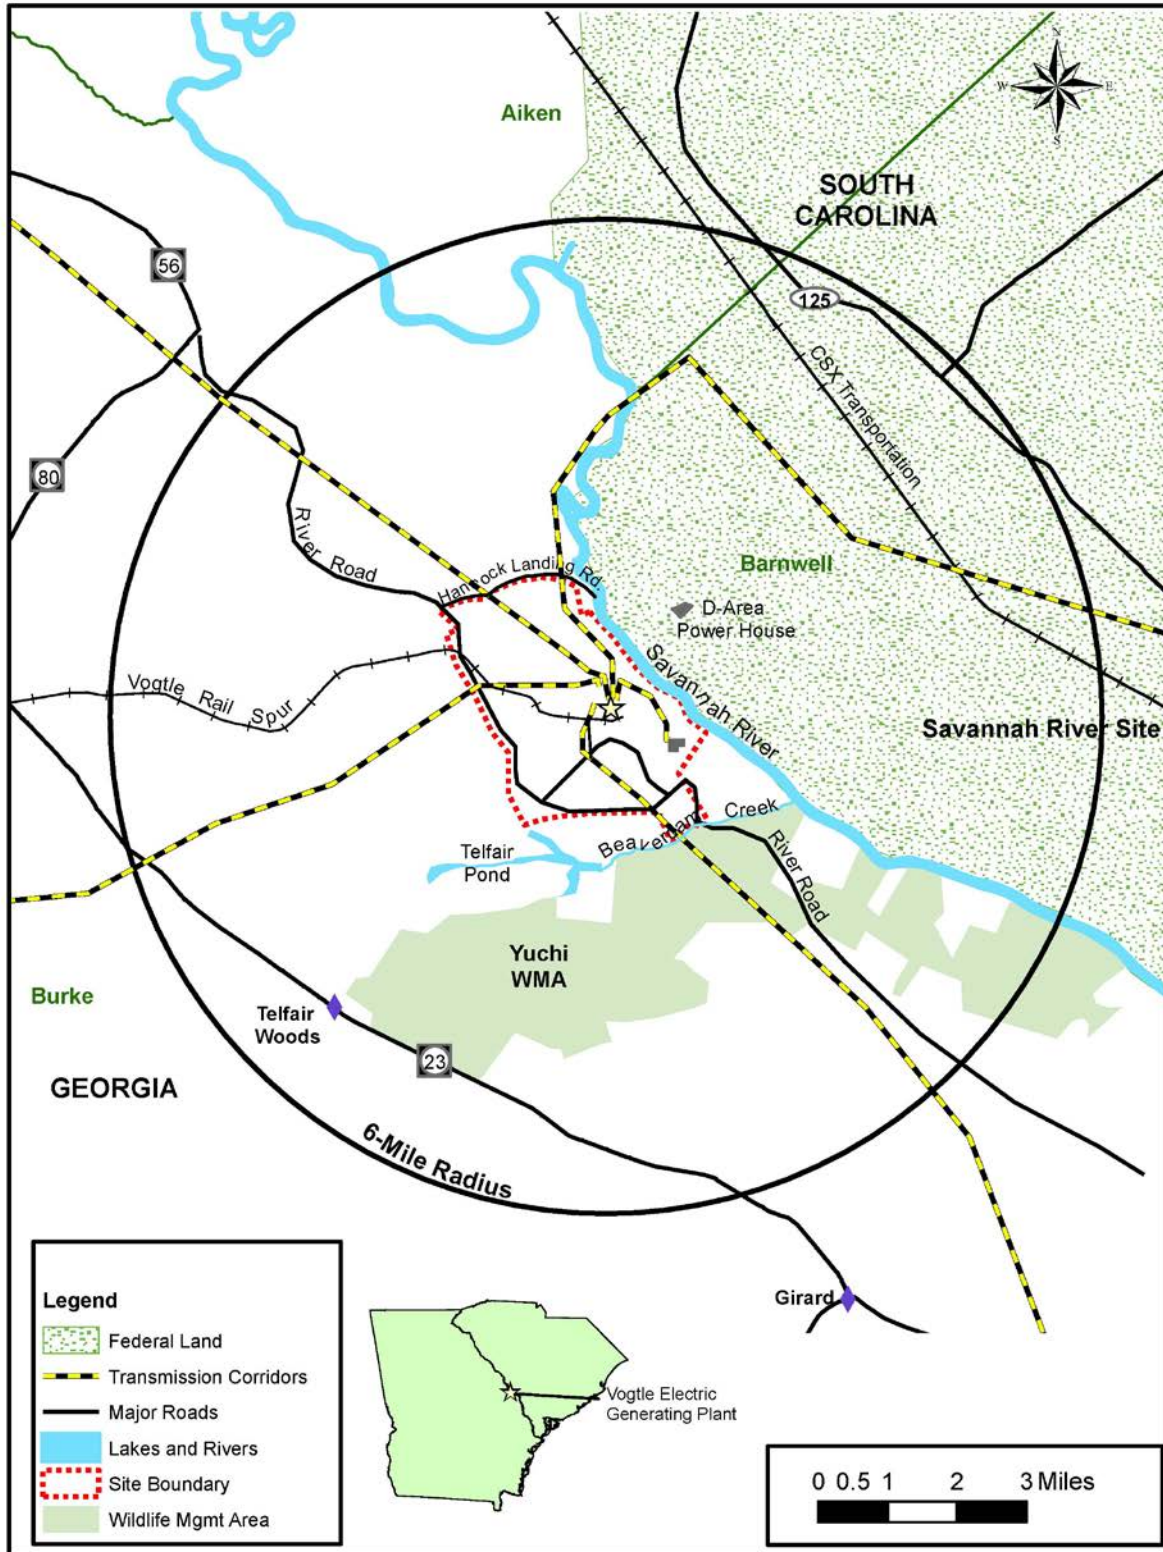 N
W
E
S
Aiken
SOUTH
CAROLINA
56
125
CSX Transportation
80
River Road
Hancock Landing Rd.
Barnwell
D-Area
Power House
Savannah River
Vogtle Rail Spur
Savannah River Site
Creek
Beaverdam
Telfair
Pond
River Road
Yuchi
WMA
Burke
Telfair
Woods
23
GEORGIA
6-Mile Radius
Girard
Legend
Federal Land
Transmission Corridors
Major Roads
Lakes and Rivers
Site Boundary
Wildlife Mgmt Area
Vogtle Electric
Generating Plant
0 0.5 1 2 3 Miles